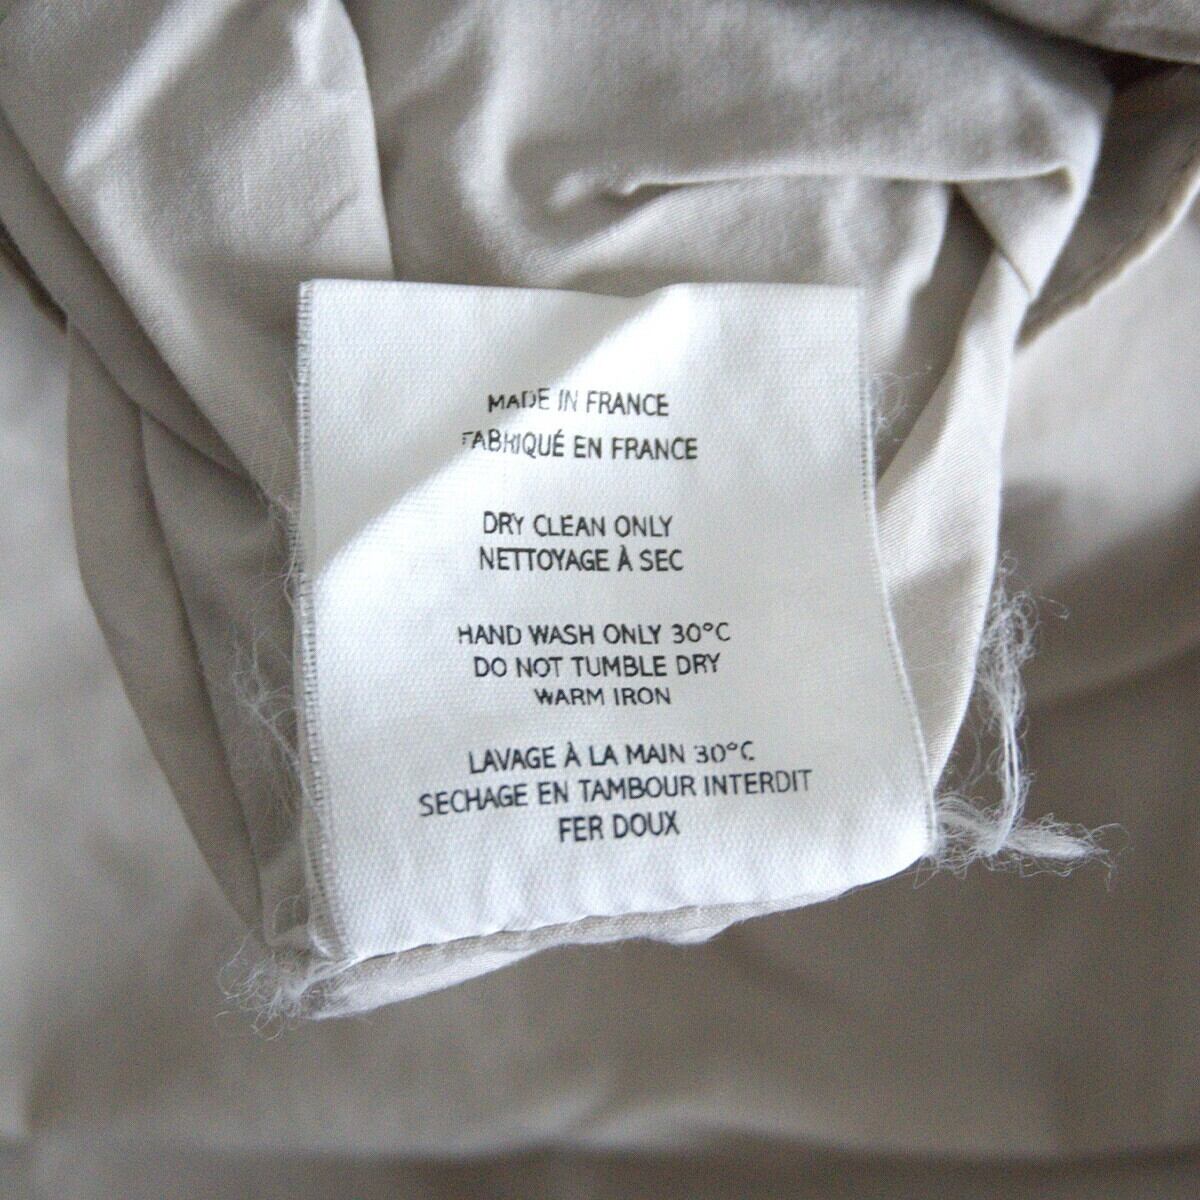 MADE IN FRANCE
FABRIQUÉ EN FRANCE
DRY CLEAN ONLY
NETTOYAGE À SEC
HAND WASH ONLY 30°C
DO NOT TUMBLE DRY
WARM IRON
LAVAGE À LA MAIN 30°C
SECHAGE EN TAMBOUR INTERDIT
FER DOUX